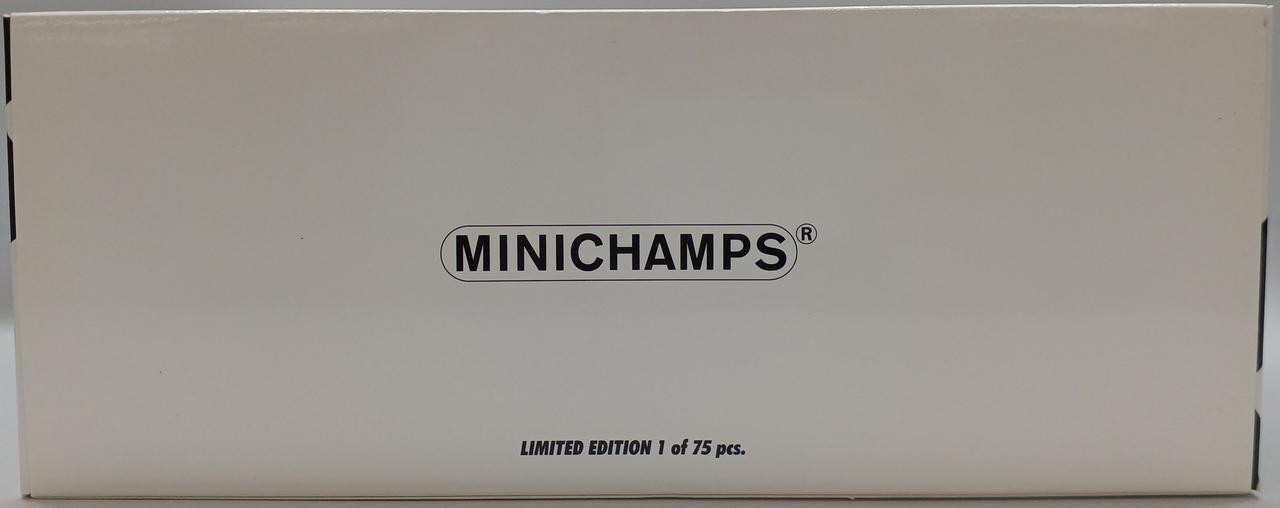 MINICHAMPS®
LIMITED EDITION 1 of 75 pcs.